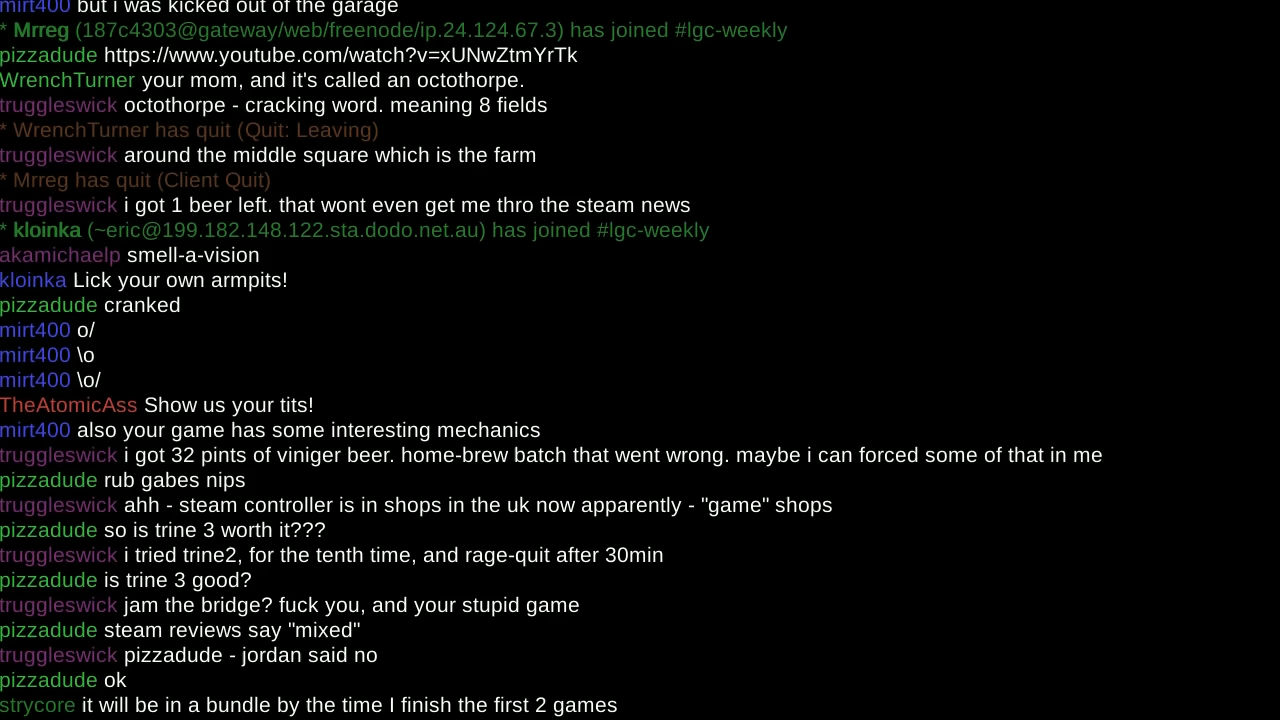 mirt400 but i was kicked out of the garage
* Mrreg (187c4303@gateway/web/freenode/ip.24.124.67.3) has joined #lgc-weekly
pizzadude https://www.youtube.com/watch?v=xUNwZtmYrTk
WrenchTurner your mom, and it's called an octothorpe.
truggleswick octothorpe - cracking word. meaning 8 fields
* WrenchTurner has quit (Quit: Leaving)
truggleswick around the middle square which is the farm
* Mrreg has quit (Client Quit)
truggleswick i got 1 beer left. that wont even get me thro the steam news
* kloinka (~eric@199.182.148.122.sta.dodo.net.au) has joined #lgc-weekly
akamichaelp smell-a-vision
kloinka Lick your own armpits!
pizzadude cranked
mirt400 o/
mirt400 \o
mirt400 \o/
TheAtomicAss Show us your tits!
mirt400 also your game has some interesting mechanics
truggleswick i got 32 pints of viniger beer. home-brew batch that went wrong. maybe i can forced some of that in me
pizzadude rub gabes nips
truggleswick ahh - steam controller is in shops in the uk now apparently - "game" shops
pizzadude so is trine 3 worth it???
truggleswick i tried trine2, for the tenth time, and rage-quit after 30min
pizzadude is trine 3 good?
truggleswick jam the bridge? fuck you, and your stupid game
pizzadude steam reviews say "mixed"
truggleswick pizzadude - jordan said no
pizzadude ok
strycore it will be in a bundle by the time I finish the first 2 games